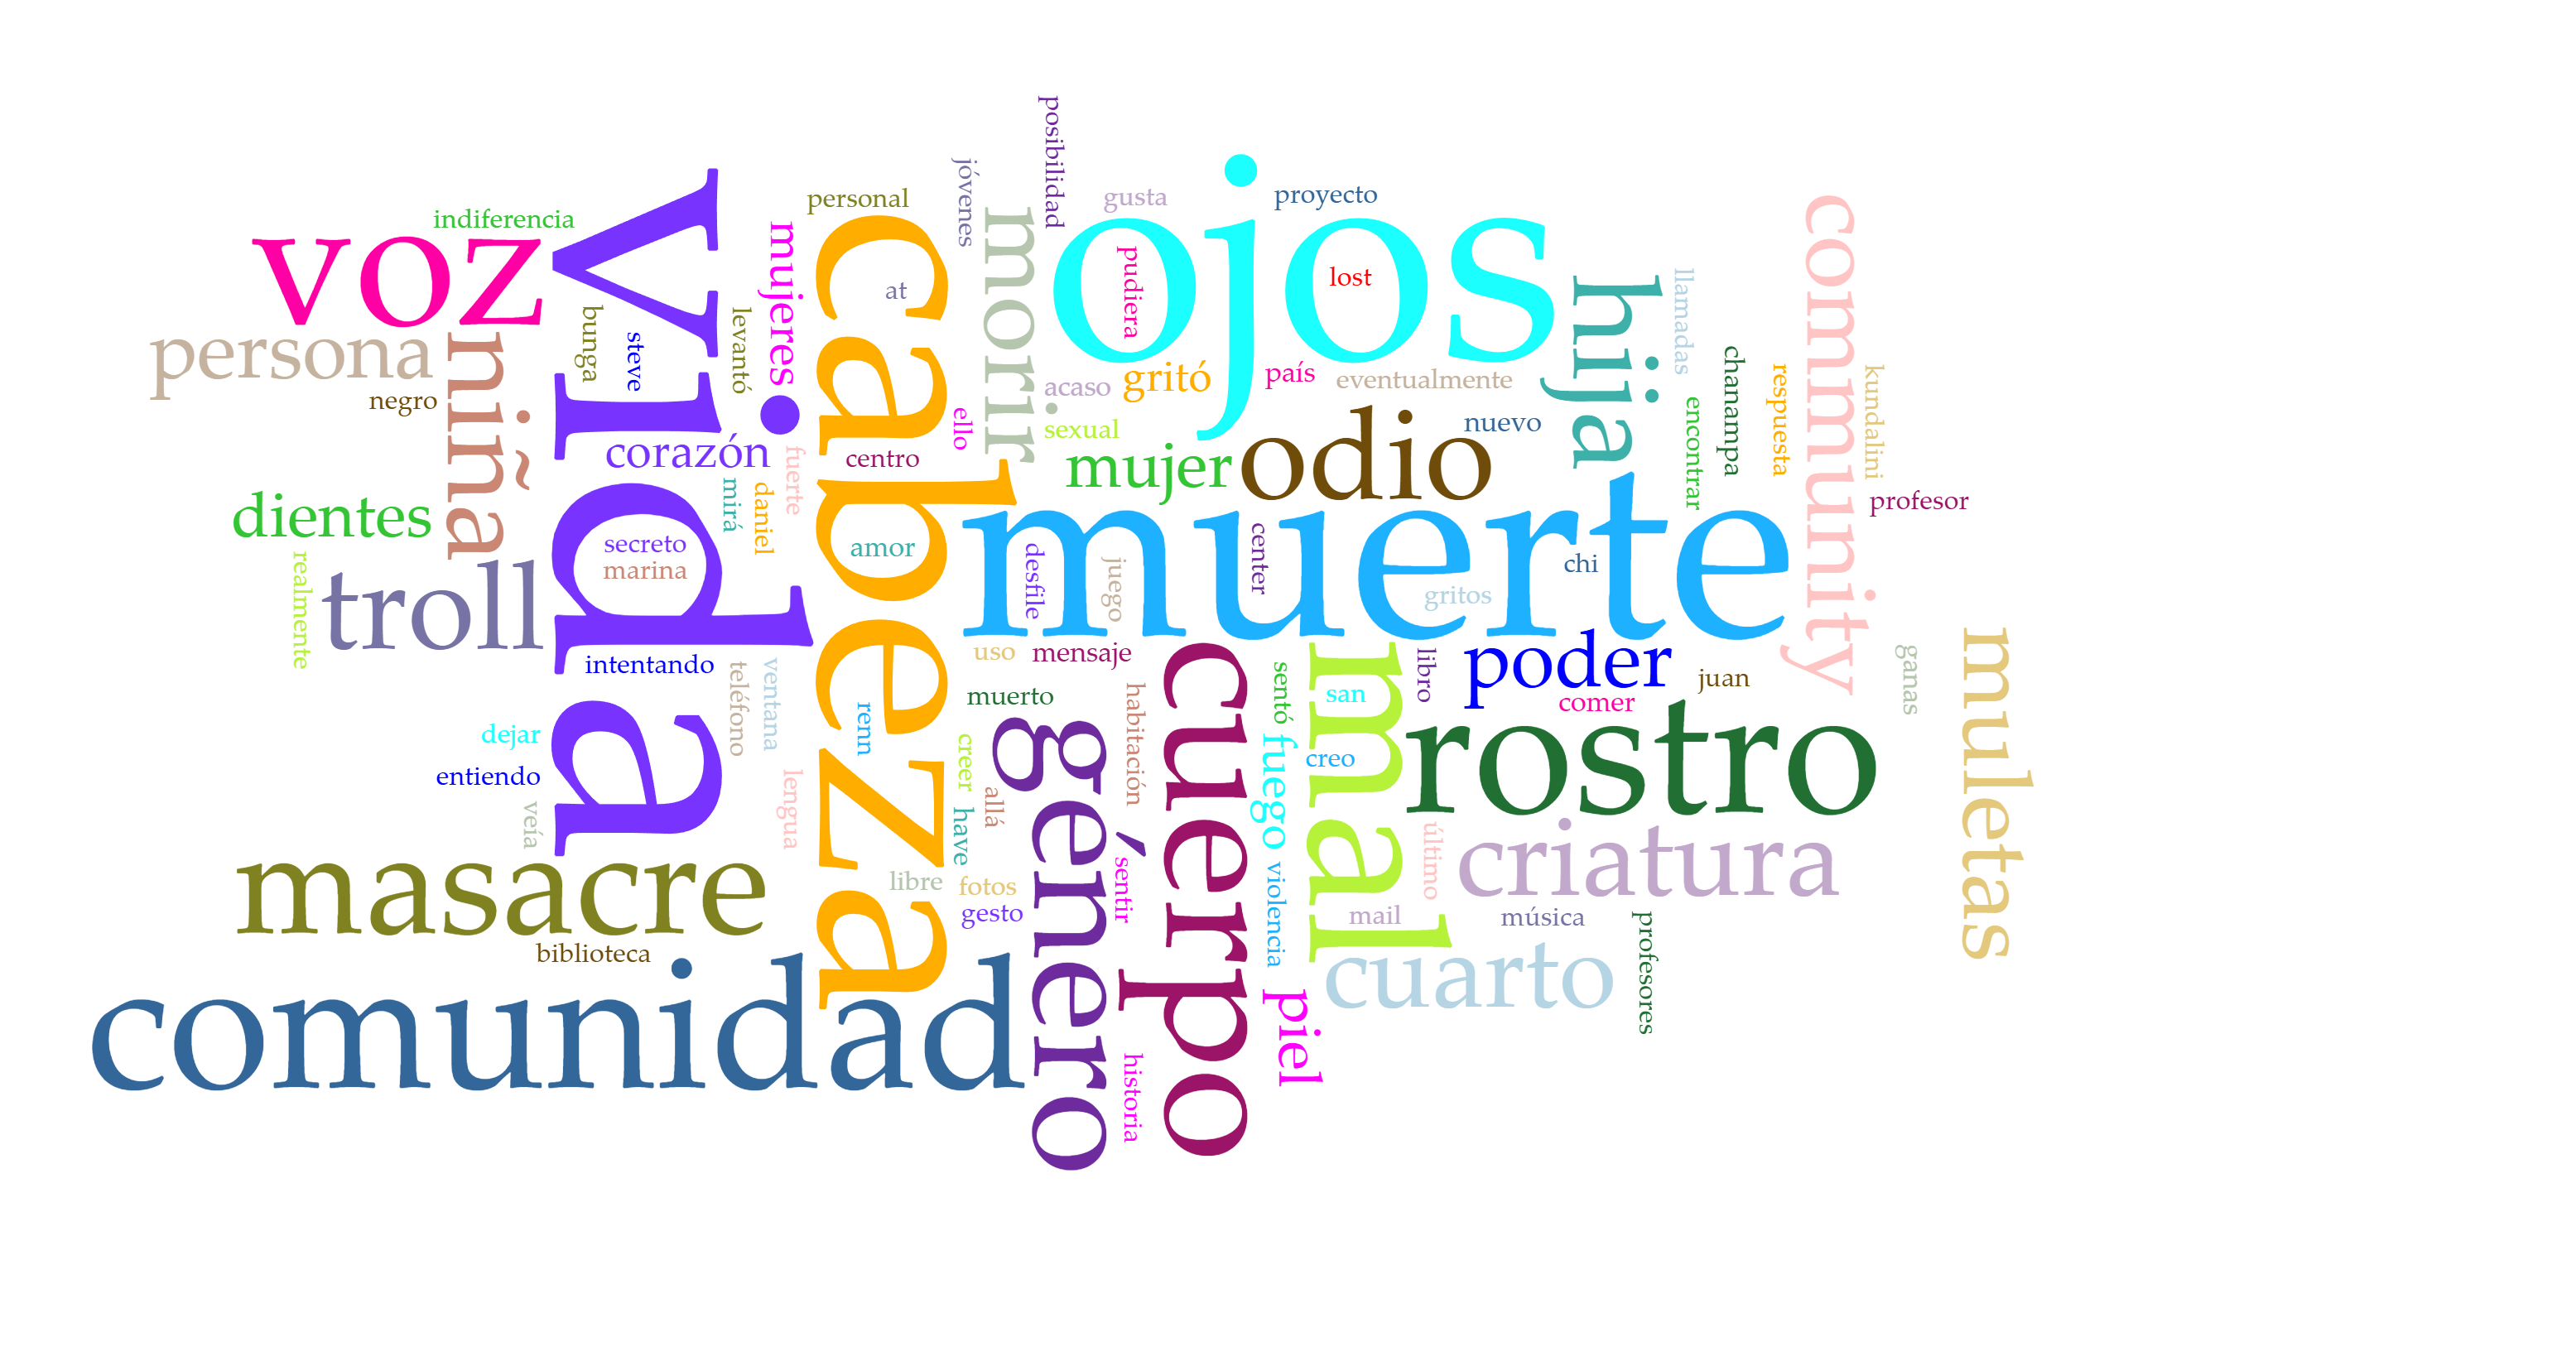 posibilidad
jóvenes
personal
gusta
proyecto
indiferencia
voz
vida
mujeres
cabeza
morir
ojos
community
at
pudiera
lost
hija
llamadas
bunga
steve
levantó
persona
niña
negro
acaso
gritó
país
eventualmente
chanampa
respuesta
kundalini
ello
sexual
odio
nuevo
encontrar
corazón
fuerte
centro
mujer
muerte
profesor
dientes
mirá
daniel
secreto
marina
amor
desfile
juego
center
chi
gritos
realmente
troll
intentando
teléfono
ventana
uso
mensaje
cuerpo
sentó
mal
san
libro
poder
juan
comer
ganas
muletas
muerto
habitación
renn
dejar
entiendo
creer
género
fuego
creo
rostro
veía
lengua
allá
have
sentir
último
criatura
masacre
libre
fotos
gesto
violencia
mail
música
profesores
biblioteca
cuarto
comunidad
piel
historia